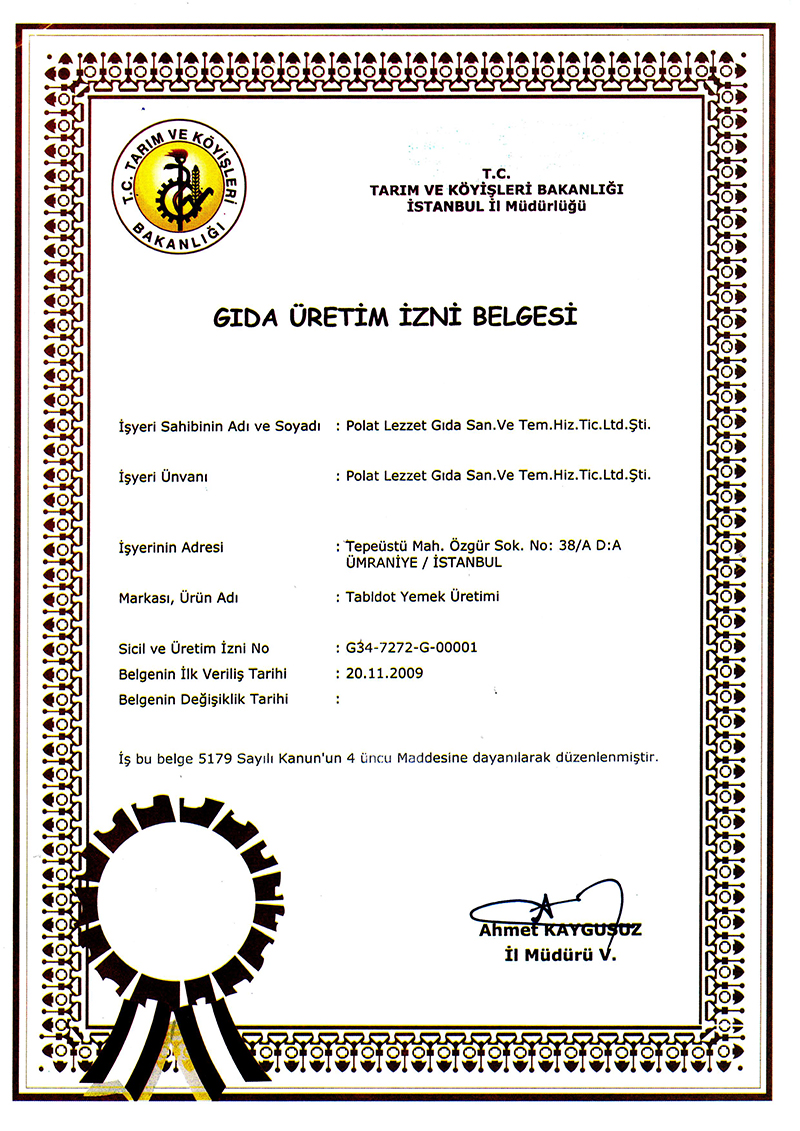 T.C. TARIM VE KÖYİŞLERİ
BAKANLIĞI
T.C.
TARIM VE KÖYİŞLERİ BAKANLIĞI
İSTANBUL İl Müdürlüğü
GIDA ÜRETİM İZNİ BELGESİ
İşyeri Sahibinin Adı ve Soyadı : Polat Lezzet Gıda San.Ve Tem.Hiz.Tic.Ltd.Şti.
İşyeri Ünvanı : Polat Lezzet Gıda San.Ve Tem.Hiz.Tic.Ltd.Şti.
İşyerinin Adresi : Tepeüstü Mah. Özgür Sok. No: 38/A D:A
ÜMRANİYE / İSTANBUL
Markası, Ürün Adı : Tabldot Yemek Üretimi
Sicil ve Üretim İzni No : G34-7272-G-00001
Belgenin İlk Veriliş Tarihi : 20.11.2009
Belgenin Değişiklik Tarihi :
İş bu belge 5179 Sayılı Kanun'un 4 üncu Maddesine dayanılarak düzenlenmiştir.
Ahmet KAYGUSUZ
İl Müdürü V.